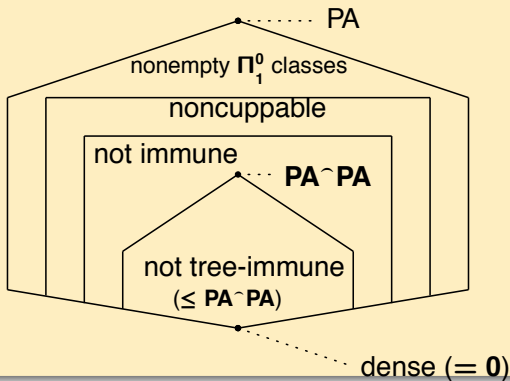 PA
nonempty Π⁰₁ classes
noncuppable
not immune
PA⌢PA
not tree-immune
(≤ PA⌢PA)
dense (= 0)